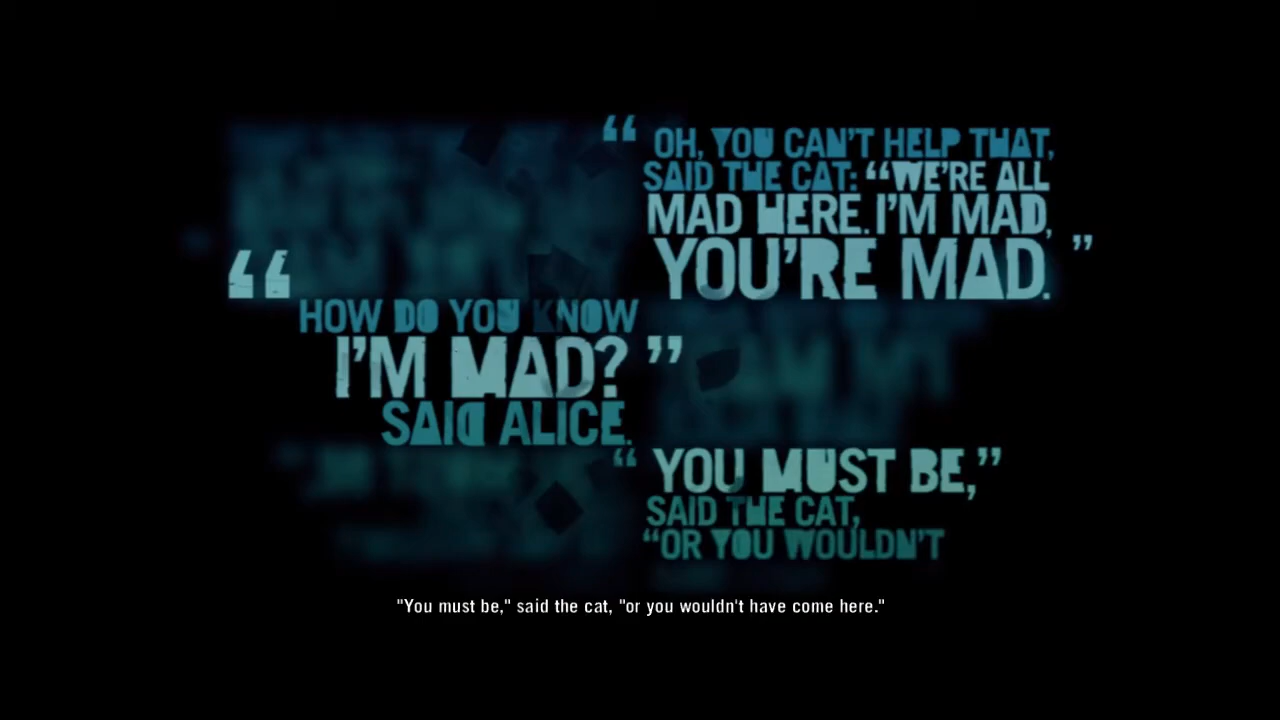 “ OH, YOU CAN’T HELP THAT,
SAID THE CAT: “WE’RE ALL
MAD HERE. I’M MAD,
YOU’RE MAD. ”
“ HOW DO YOU KNOW
I’M MAD? ”
SAID ALICE.
“ YOU MUST BE,”
SAID THE CAT,
“OR YOU WOULDN’T
"You must be," said the cat, "or you wouldn't have come here."